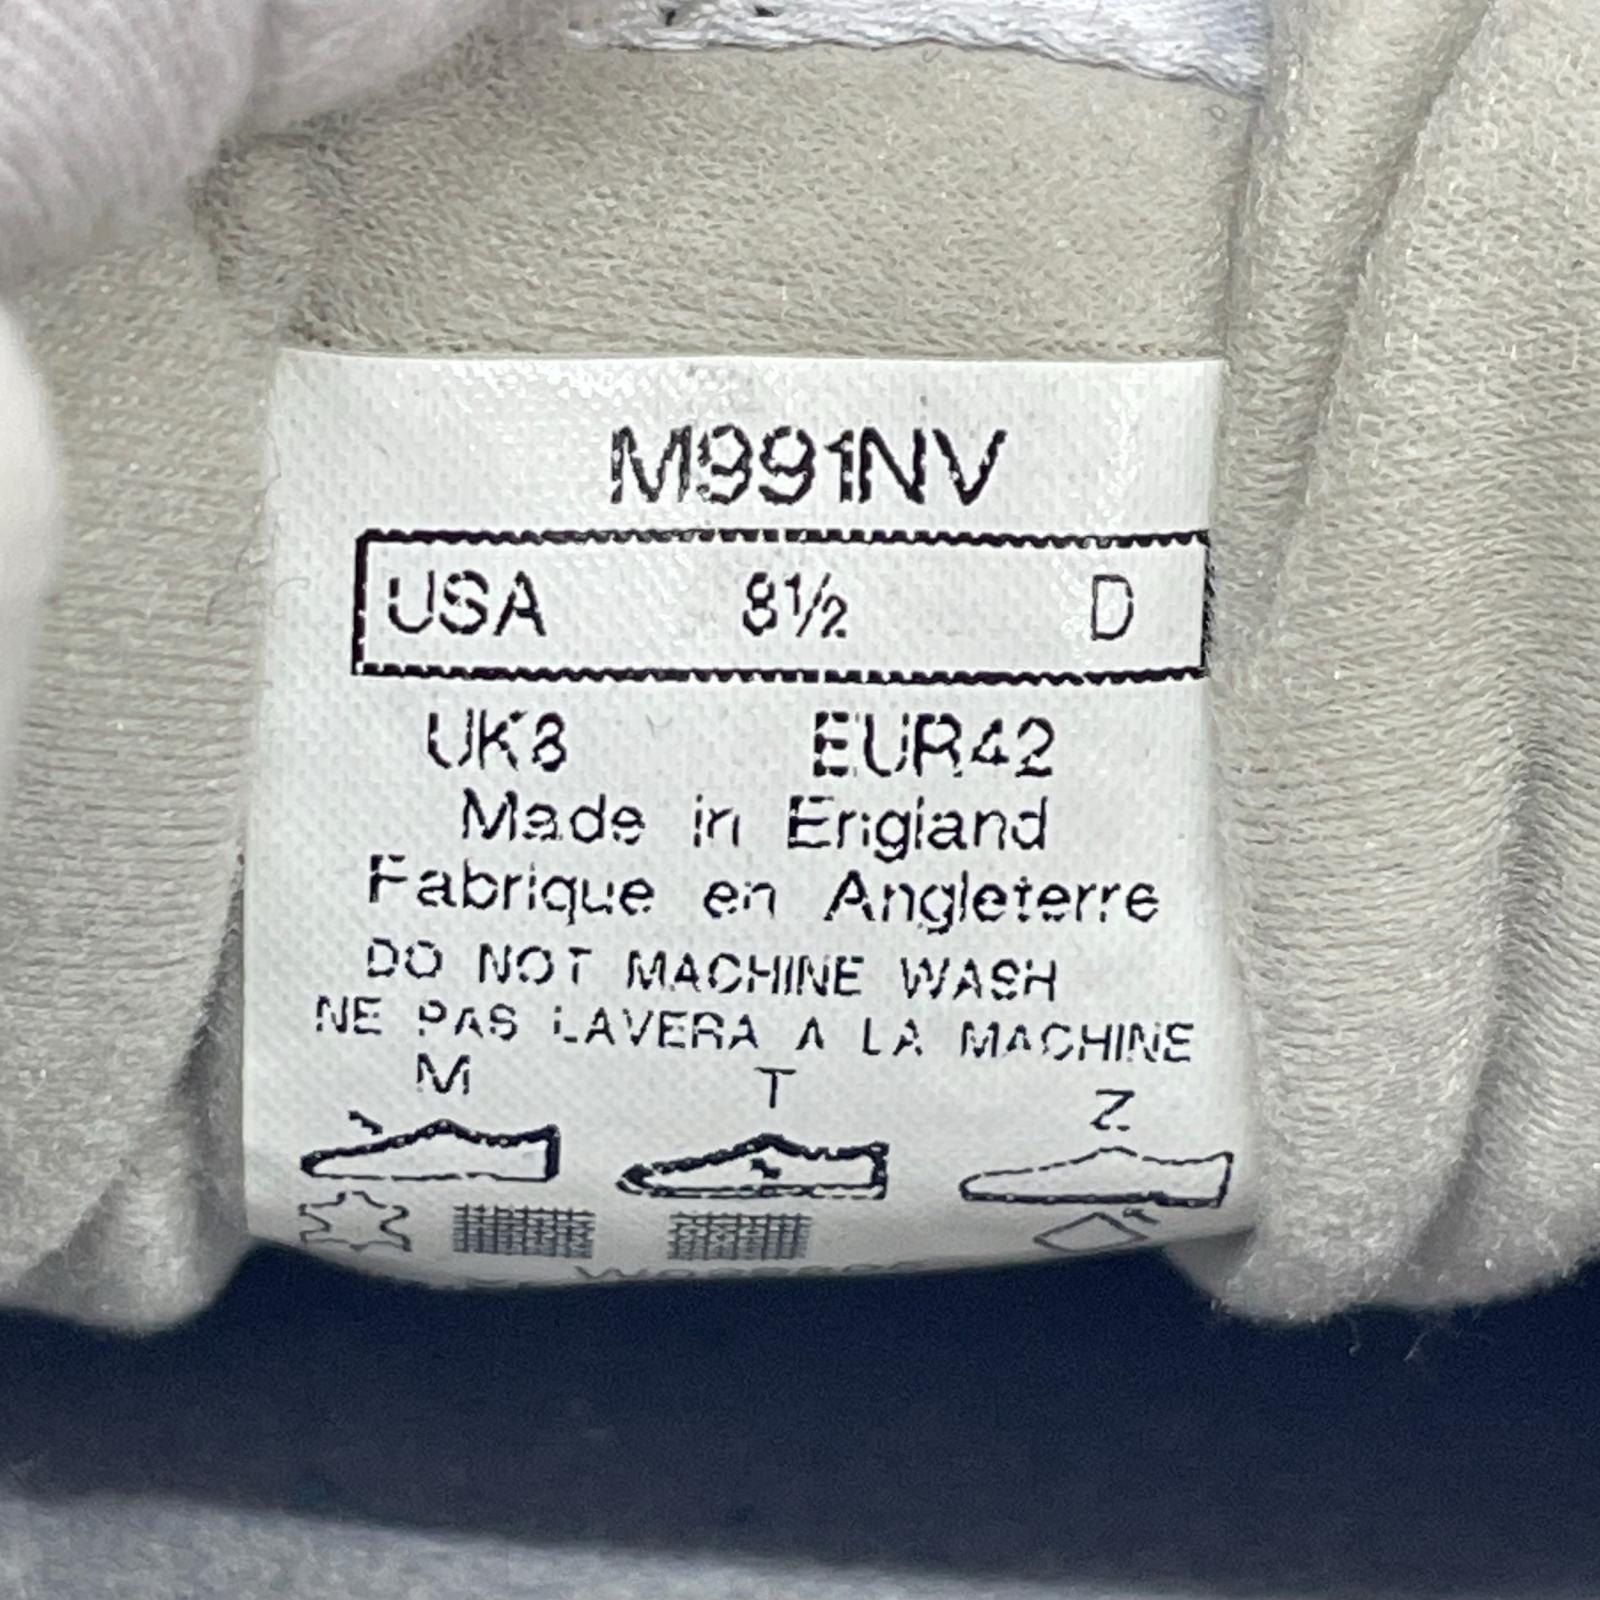 M991NV
USA 8½ D
UK8 EUR42
Made in England
Fabrique en Angleterre
DO NOT MACHINE WASH
NE PAS LAVERA A LA MACHINE
M T Z